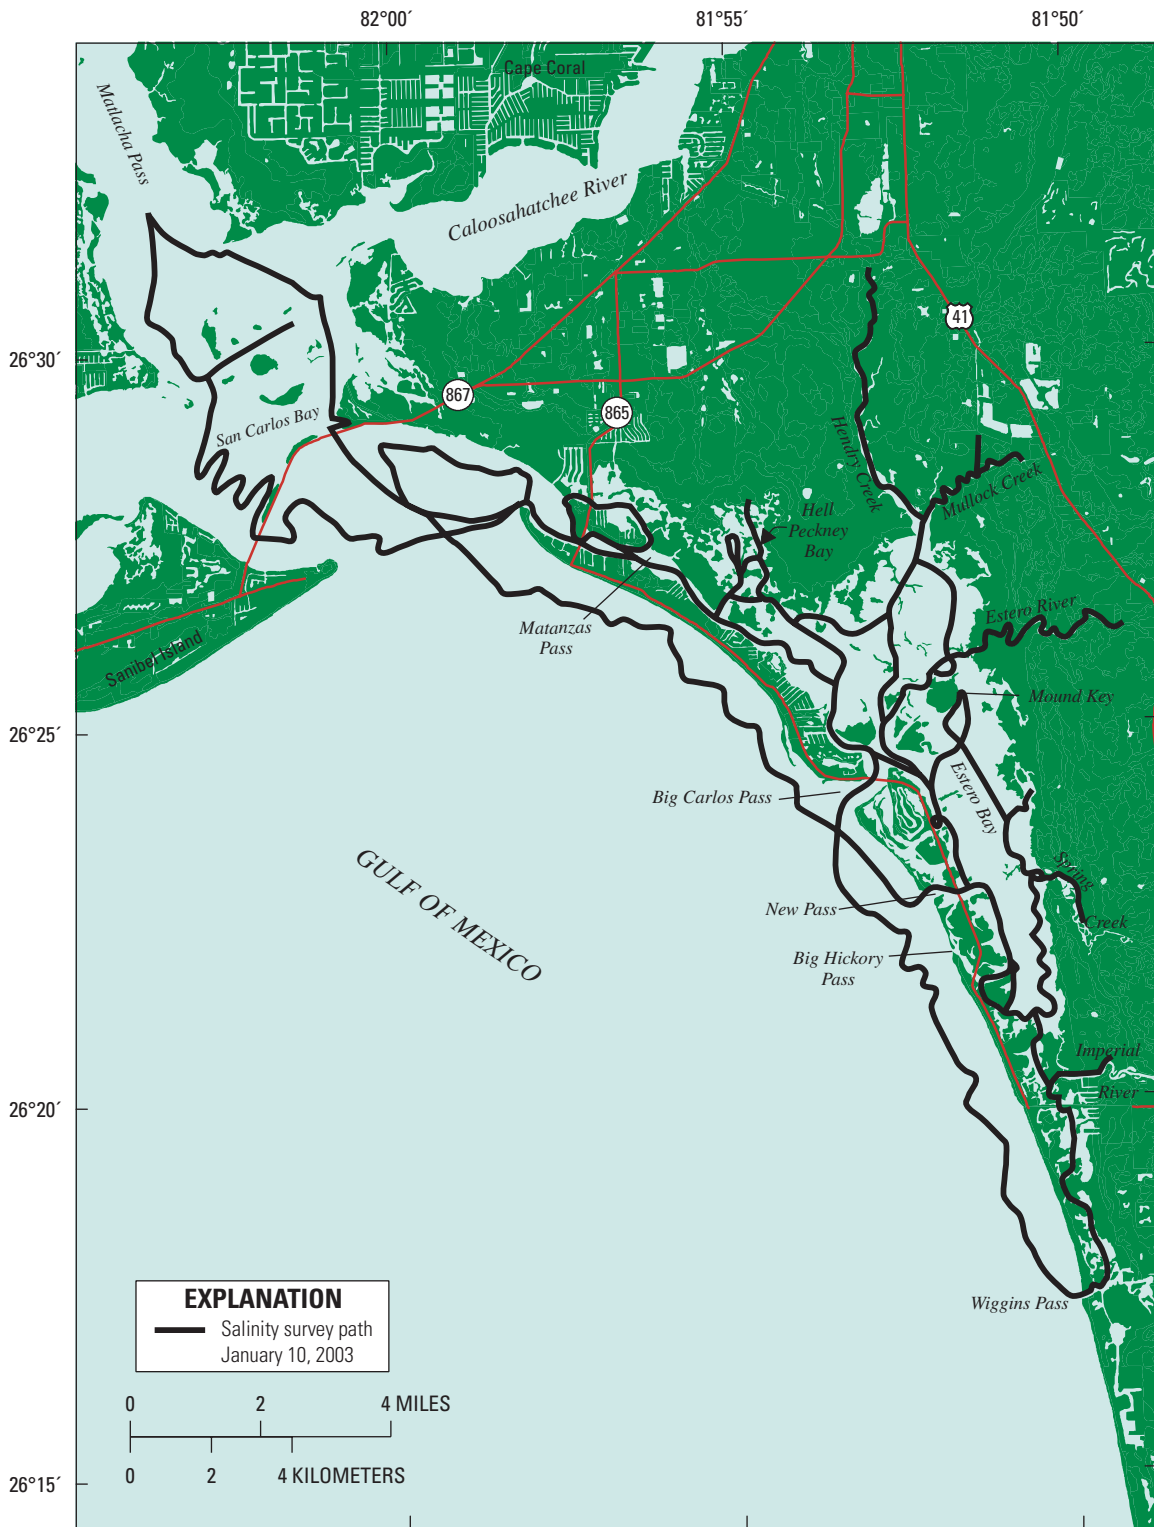 82°00´
81°55´
81°50´
Cape Coral
Matlacha Pass
Caloosahatchee River
41
26°30´
867
865
San Carlos Bay
Hendry Creek
Mullock Creek
Hell
Peckney
Bay
Estero River
Matanzas
Pass
Sanibel Island
Mound Key
26°25´
Big Carlos Pass
Estero Bay
GULF OF MEXICO
Spring
Creek
New Pass
Big Hickory
Pass
Imperial
River
26°20´
EXPLANATION
Salinity survey path
January 10, 2003
Wiggins Pass
0 2 4 MILES
0 2 4 KILOMETERS
26°15´